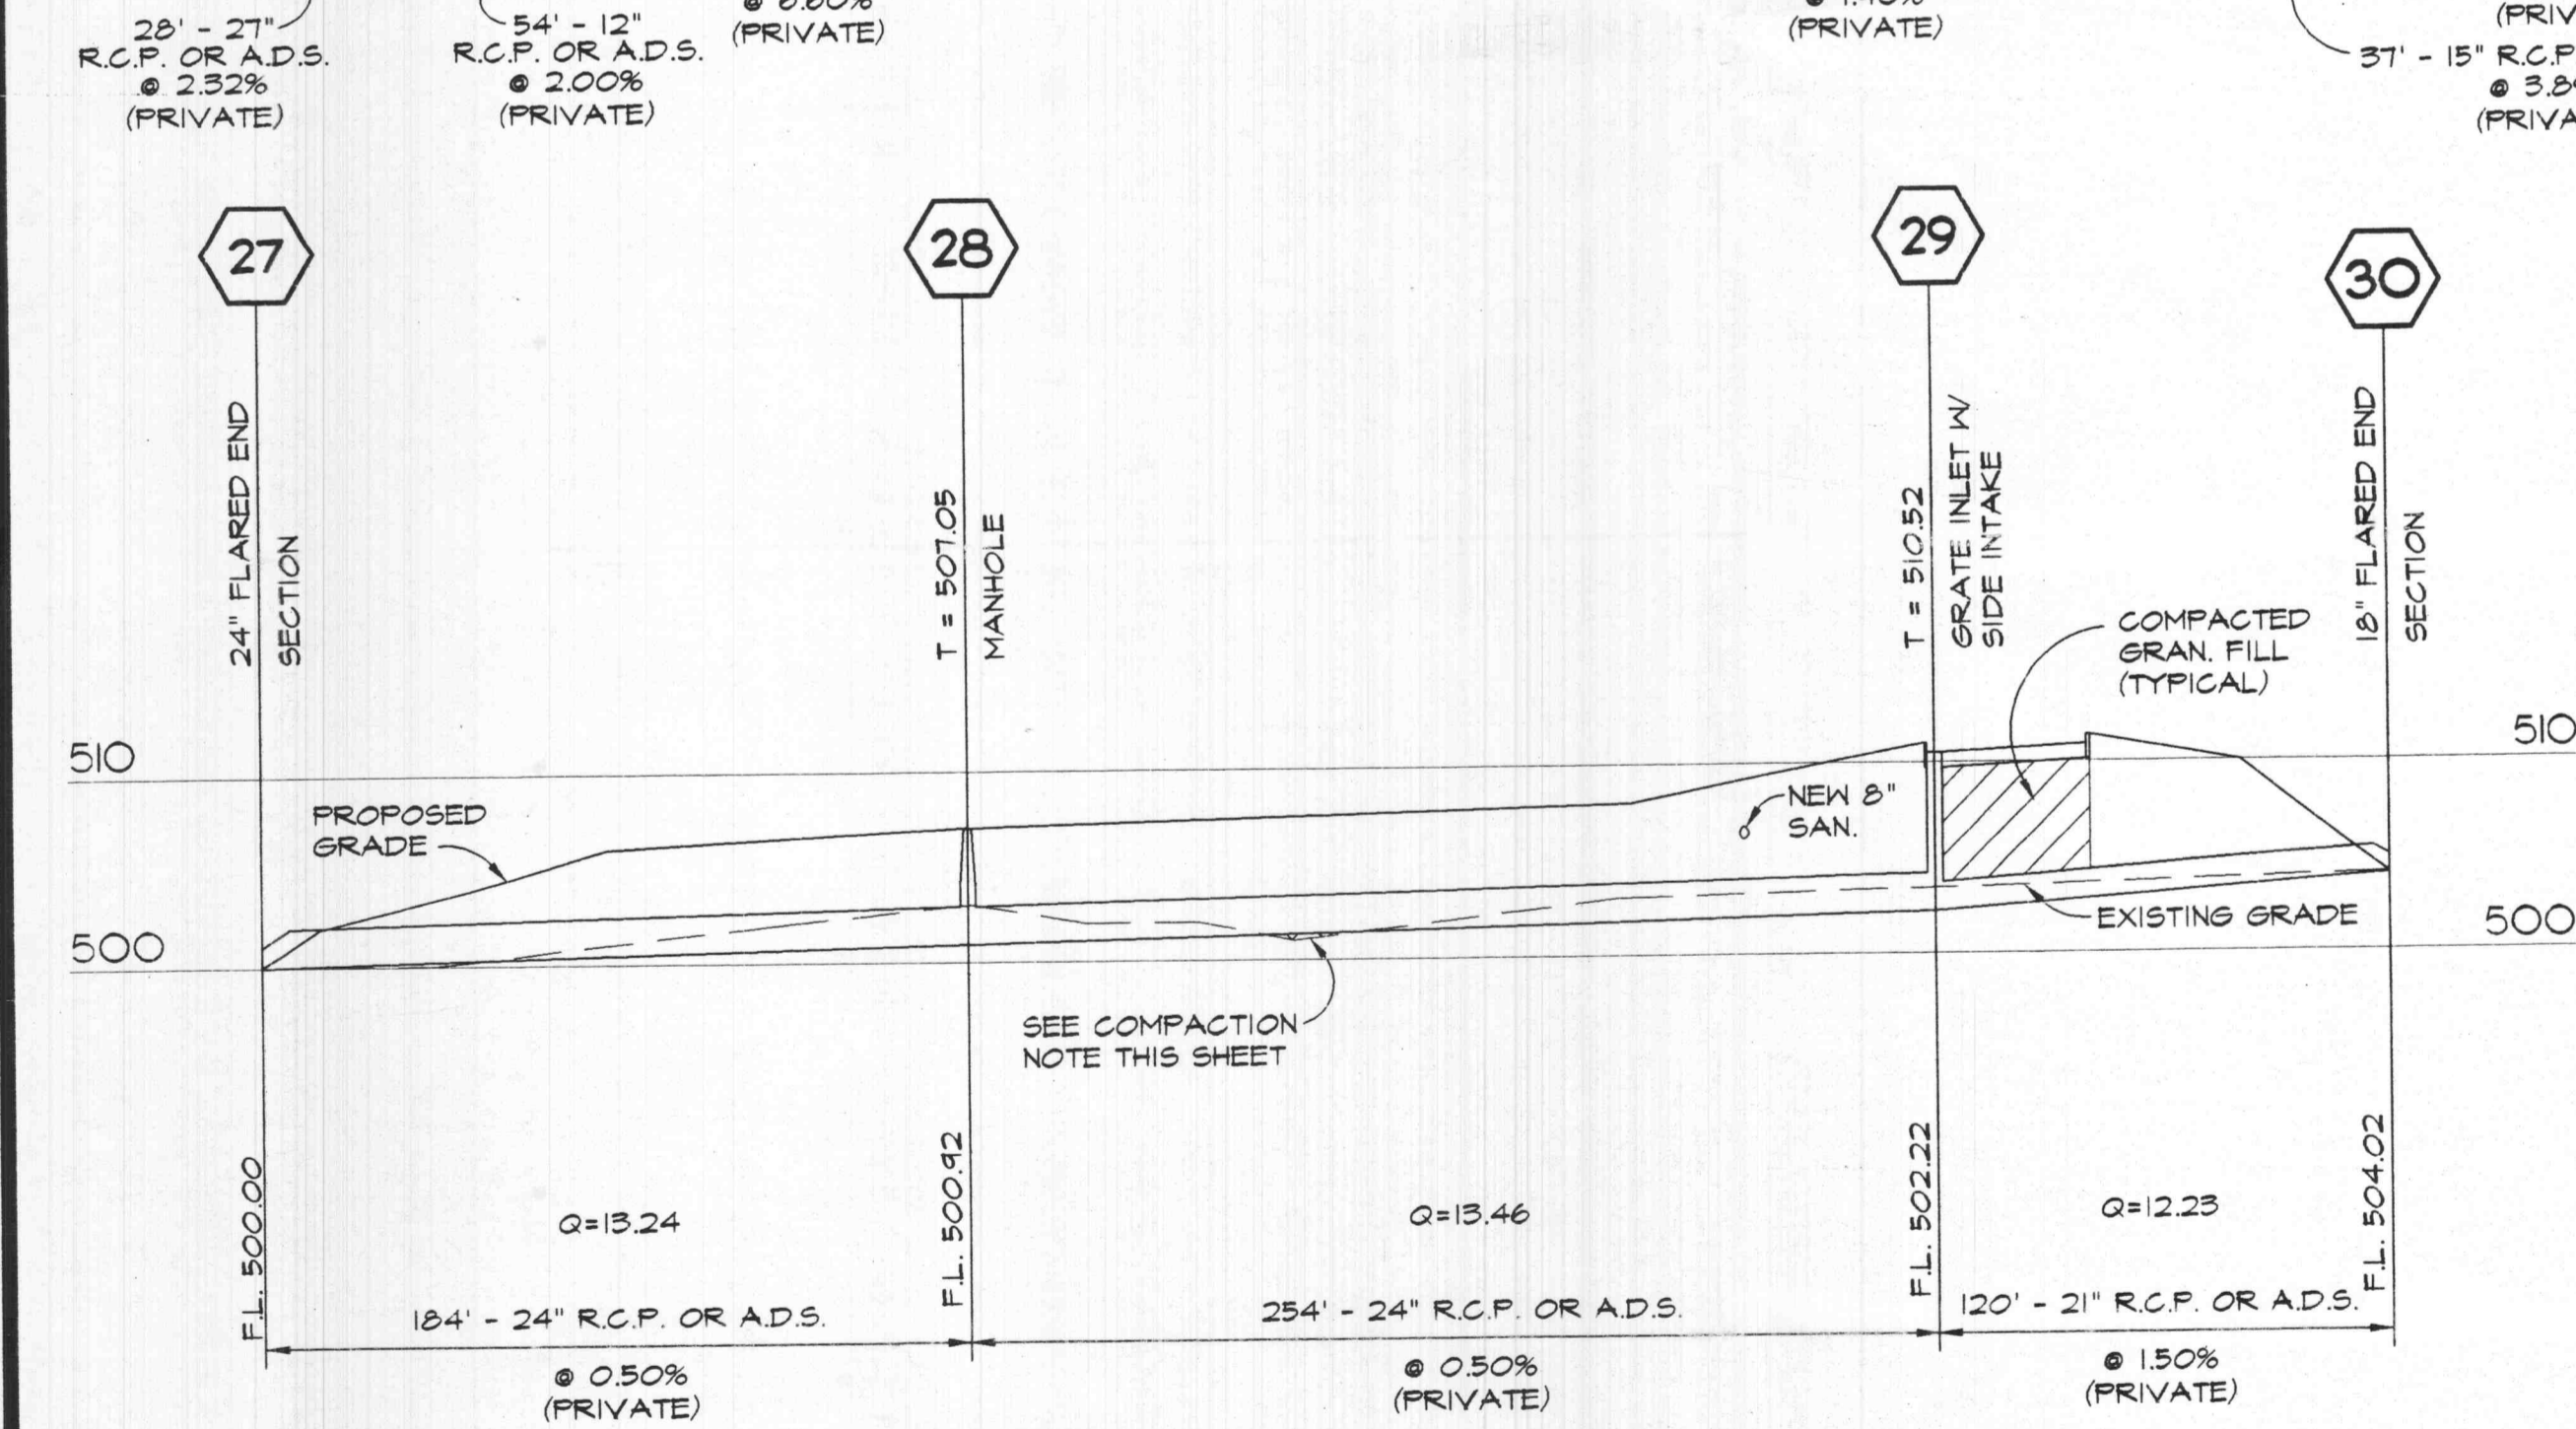 28' - 27"
R.C.P. OR A.D.S.
@ 2.32%
(PRIVATE)
54' - 12"
R.C.P. OR A.D.S.
@ 2.00%
(PRIVATE)
(PRIVATE)
(PRIVATE)
37' - 15" R.C.P
27
28
29
30
24" FLARED END
SECTION
T = 507.05
MANHOLE
T = 510.52
GRATE INLET W/
SIDE INTAKE
18" FLARED END
SECTION
COMPACTED
GRAN. FILL
(TYPICAL)
510
510
PROPOSED
GRADE
NEW 8"
SAN.
EXISTING GRADE
500
500
SEE COMPACTION
NOTE THIS SHEET
F.L. 500.00
F.L. 500.92
F.L. 502.22
F.L. 504.02
Q=13.24
Q=13.46
Q=12.23
184' - 24" R.C.P. OR A.D.S.
254' - 24" R.C.P. OR A.D.S.
120' - 21" R.C.P. OR A.D.S.
@ 0.50%
(PRIVATE)
@ 0.50%
(PRIVATE)
@ 1.50%
(PRIVATE)